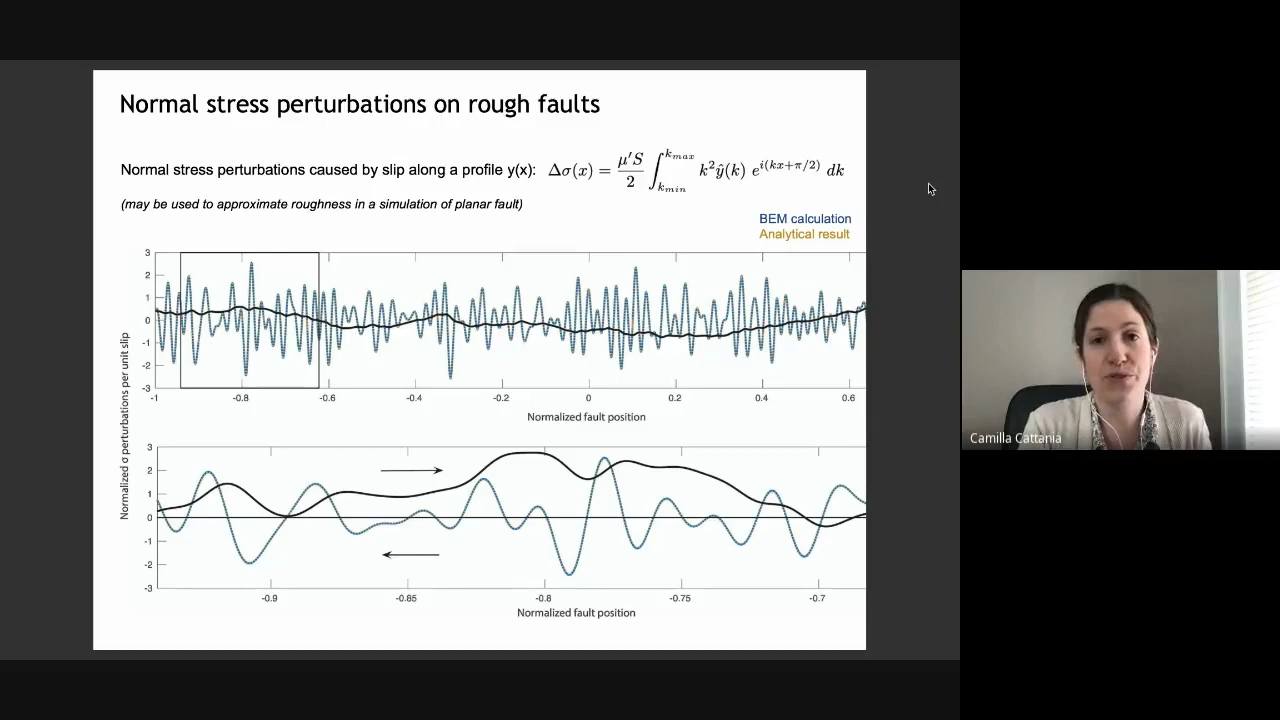 Normal stress perturbations on rough faults
Normal stress perturbations caused by slip along a profile y(x): Δσ(x) = μ′S/2 ∫_{k_{min}}^{k_{max}} k²ŷ(k) e^{i(kx+π/2)} dk
(may be used to approximate roughness in a simulation of planar fault)
BEM calculation
Analytical result
Normalized σ perturbations per unit slip
3
2
1
0
-1
-2
-3
-1 -0.8 -0.6 -0.4 -0.2 0 0.2 0.4 0.6
Normalized fault position
3
2
1
0
-1
-2
-3
-0.9 -0.85 -0.8 -0.75 -0.7
Normalized fault position
Camilla Cattania